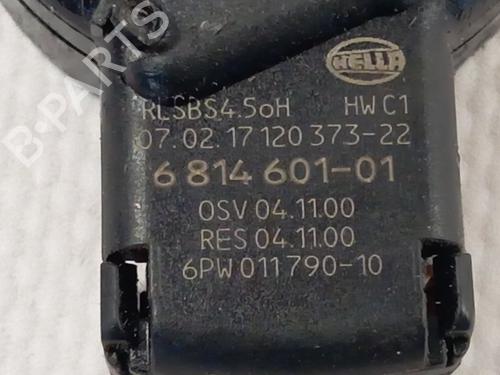 HELLA
RLSBS4.5oH HW C1
07.02.17 120 373-22
6 814 601-01
OSV 04.11.00
RES 04.11.00
6PW 011 790-10
B-PARTS